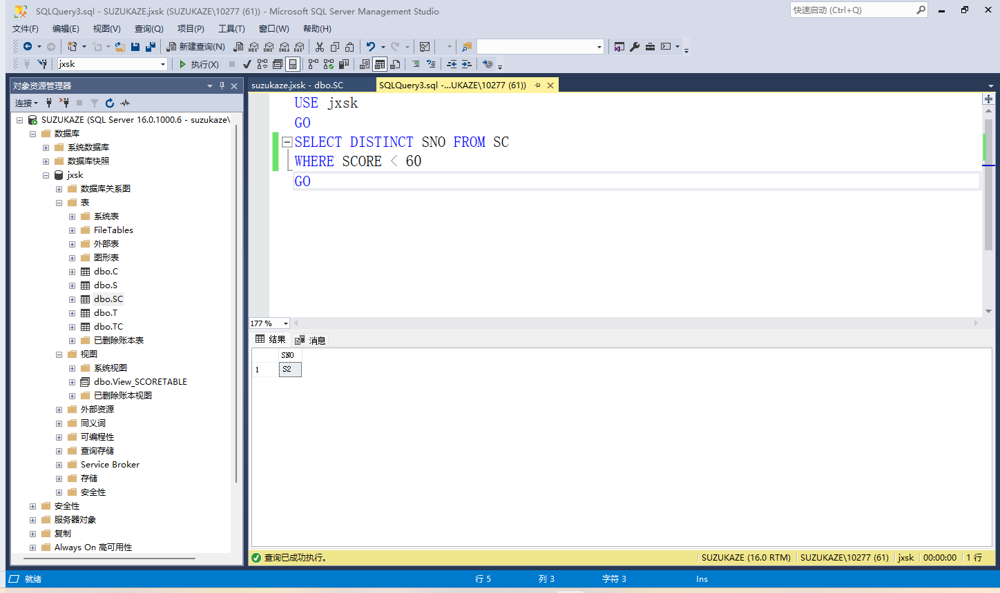 SQLQuery3.sql - SUZUKAZE.jxsk (SUZUKAZE\10277 (61)) - Microsoft SQL Server Management Studio
快速启动 (Ctrl+Q)
文件(F) 编辑(E) 视图(V) 查询(Q) 项目(P) 工具(T) 窗口(W) 帮助(H)
新建查询(N) MDX DMX XMLA DAX
jxsk 执行(X)
对象资源管理器
连接
SUZUKAZE (SQL Server 16.0.1000.6 - suzukaze\
数据库
系统数据库
数据库快照
jxsk
数据库关系图
表
系统表
FileTables
外部表
图形表
dbo.C
dbo.S
dbo.SC
dbo.T
dbo.TC
已删除账本表
视图
系统视图
dbo.View_SCORETABLE
已删除账本视图
外部资源
同义词
可编程性
查询存储
Service Broker
存储
安全性
安全性
服务器对象
复制
Always On 高可用性
suzukaze.jxsk - dbo.SC
SQLQuery3.sql -...UKAZE\10277 (61))
USE jxsk
GO
SELECT DISTINCT SNO FROM SC
WHERE SCORE < 60
GO
177 %
结果 消息
SNO
1 S2
查询已成功执行。
SUZUKAZE (16.0 RTM) SUZUKAZE\10277 (61) jxsk 00:00:00 1 行
就绪 行 5 列 3 字符 3 Ins